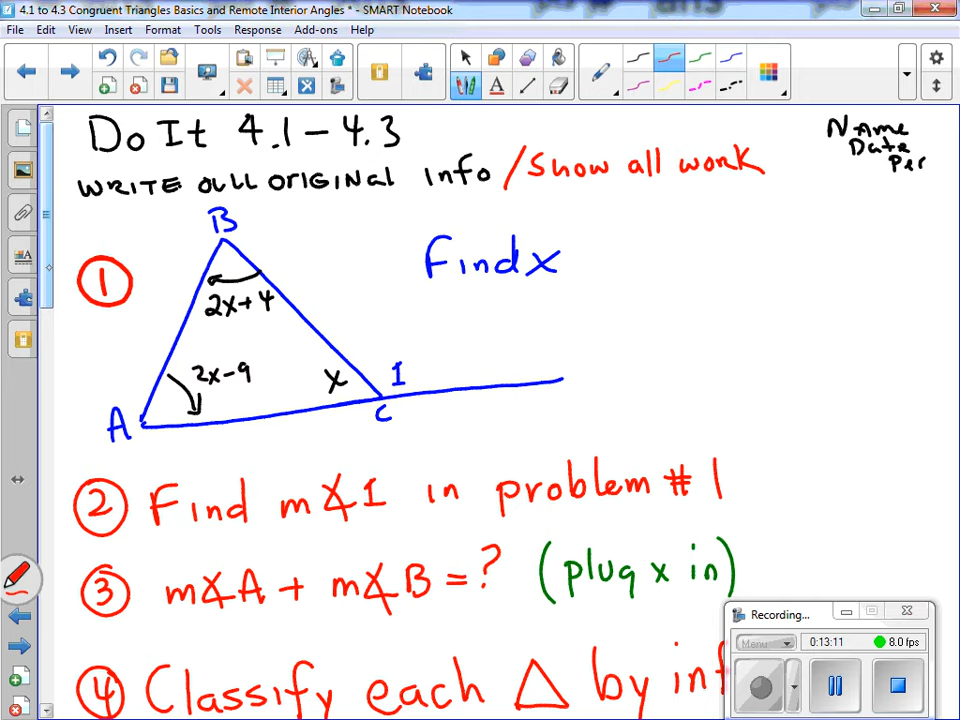 4.1 to 4.3 Congruent Triangles Basics and Remote Interior Angles * - SMART Notebook
File Edit View Insert Format Tools Response Add-ons Help
Do It 4.1 - 4.3
Name
Date
Per
WRITE ALL ORIGINAL Info / Show all work
B
1
Find x
2x+4
2x-9
x
1
A
C
2 Find m∡1 in problem # 1
3 m∡A + m∡B = ? (plug x in)
4 Classify each △ by inf
Recording...
Menu
0:13:11
8.0 fps